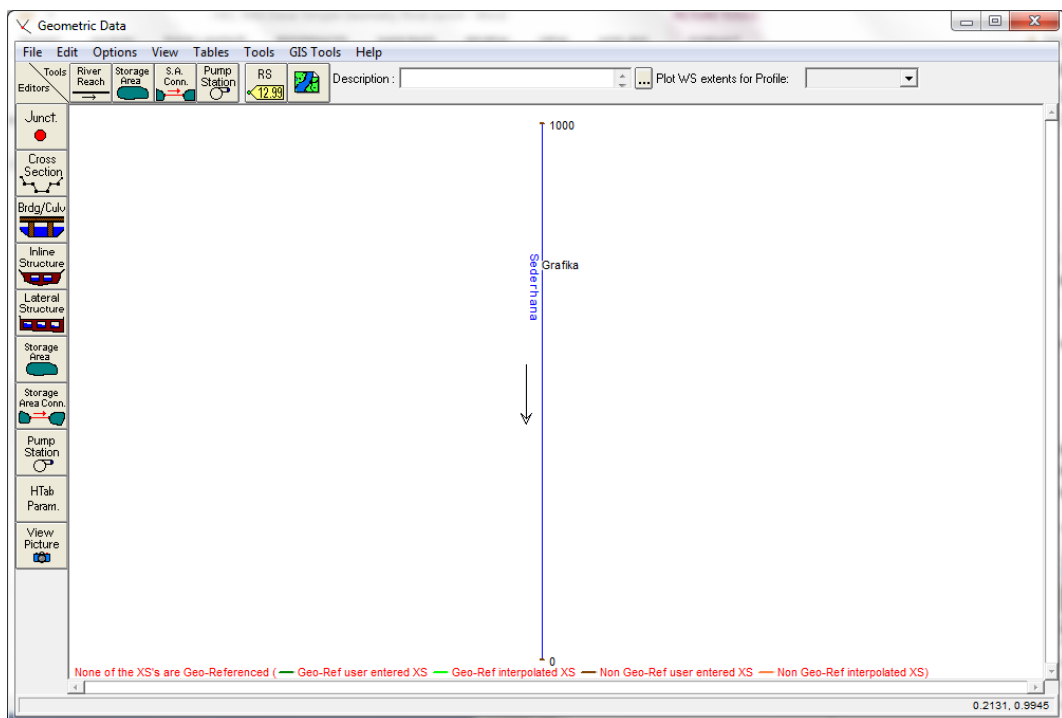 Geometric Data
File Edit Options View Tables Tools GIS Tools Help
Tools
Editors
River
Reach
Storage
Area
S.A.
Conn.
Pump
Station
RS
12.99
Description :
...
Plot WS extents for Profile:
Junct.
Cross
Section
Brdg/Culv
Inline
Structure
Lateral
Structure
Storage
Area
Storage
Area Conn.
Pump
Station
HTab
Param.
View
Picture
1000
Sederhana
Grafika
0
None of the XS's are Geo-Referenced ( — Geo-Ref user entered XS — Geo-Ref interpolated XS — Non Geo-Ref user entered XS — Non Geo-Ref interpolated XS)
0.2131, 0.9945